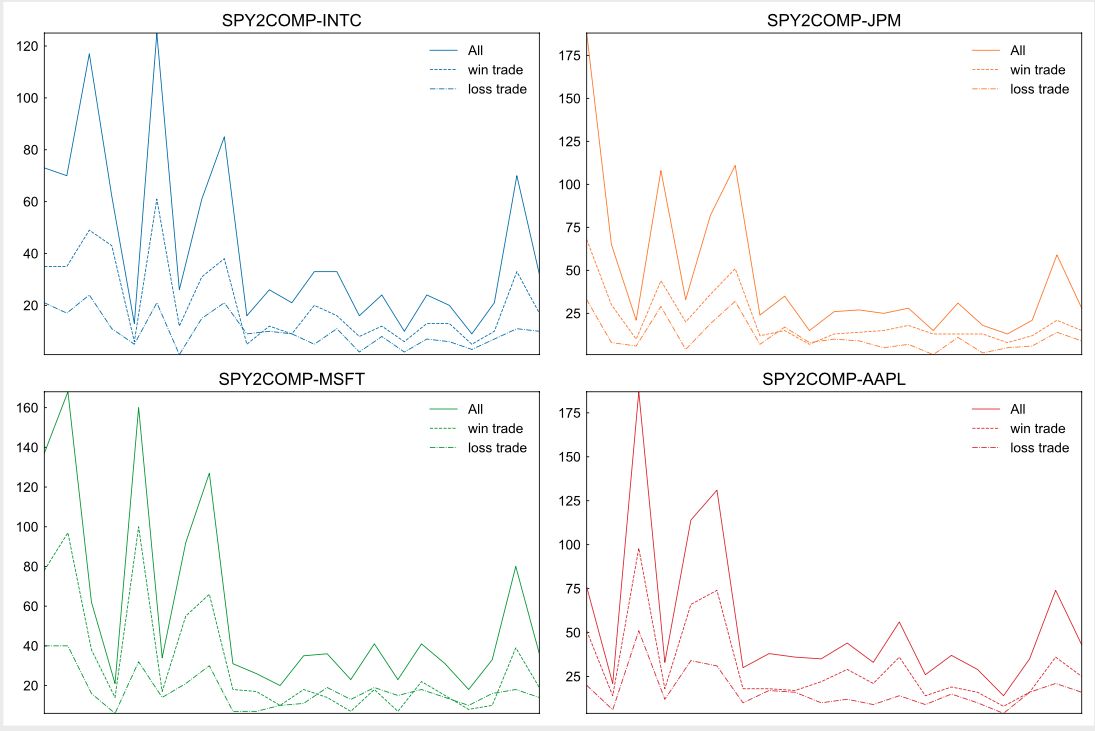 SPY2COMP-INTC
120
100
80
60
40
20
All
win trade
loss trade
SPY2COMP-JPM
175
150
125
100
75
50
25
All
win trade
loss trade
SPY2COMP-MSFT
160
140
120
100
80
60
40
20
All
win trade
loss trade
SPY2COMP-AAPL
175
150
125
100
75
50
25
All
win trade
loss trade